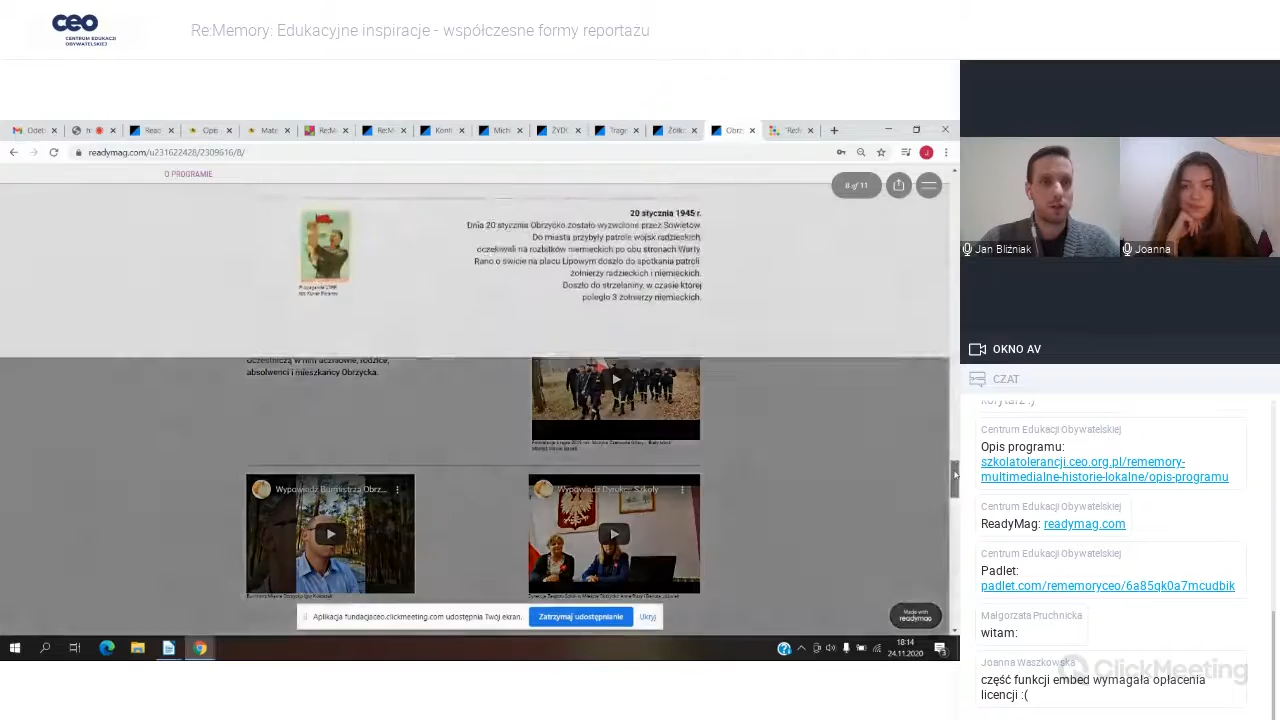 ceo
CENTRUM EDUKACJI
OBYWATELSKIEJ
Re:Memory: Edukacyjne inspiracje - współczesne formy reportażu
readymag.com/u231622428/2309616/8/
O PROGRAMIE
8 of 11
20 stycznia 1945 r.
Dnia 20 stycznia Obrzycko zostało wyzwolone przez Sowietów.
Do miasta przybyły patrole wojsk radzieckich,
oczekiwali na rozbitków niemieckich po obu stronach Warty.
Rano o świcie na placu Lipowym doszło do spotkania patroli
żołnierzy radzieckich i niemieckich.
Doszło do strzelaniny, w czasie której
poległo 3 żołnierzy niemieckich.
uczestniczą w nim uczniowie, rodzice,
absolwenci i mieszkańcy Obrzycka.
Wypowiedź Burmistrza Obrz...
Wypowiedź Dyrekcji Szkoły
Aplikacja fundacjaceo.clickmeeting.com udostępnia Twój ekran.
Zatrzymaj udostępnianie
Ukryj
Made with
readymag
18:14
24.11.2020
Jan Bliźniak
Joanna
OKNO AV
CZAT
korytarz :)
Centrum Edukacji Obywatelskiej
Opis programu:
szkolatolerancji.ceo.org.pl/rememory-
multimedialne-historie-lokalne/opis-programu
Centrum Edukacji Obywatelskiej
ReadyMag: readymag.com
Centrum Edukacji Obywatelskiej
Padlet:
padlet.com/rememoryceo/6a85qk0a7mcudbik
Małgorzata Pruchnicka
witam:
Joanna Waszkowska
część funkcji embed wymagała opłacenia
licencji :(
ClickMeeting